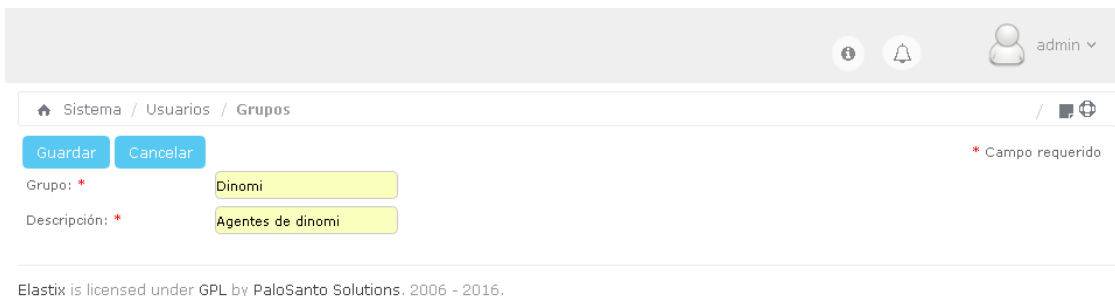 admin
Sistema / Usuarios / Grupos /
Guardar Cancelar * Campo requerido
Grupo: * Dinomi
Descripción: * Agentes de dinomi
Elastix is licensed under GPL by PaloSanto Solutions. 2006 - 2016.